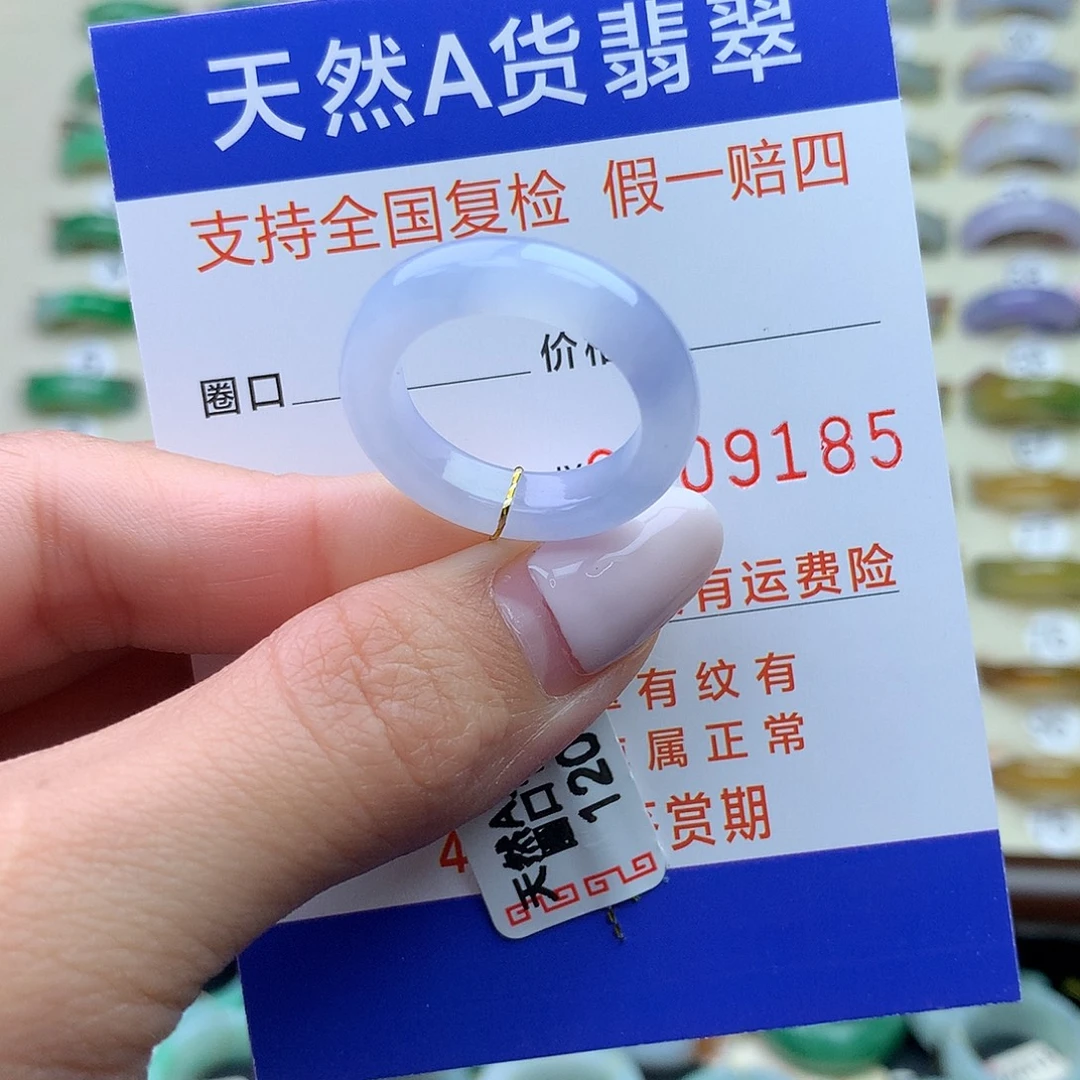 天然A货翡翠
支持全国复检 假一赔四
圈口 价
09185
有运费险
有纹有
属正常
4 赏期
天然A
圈口
120